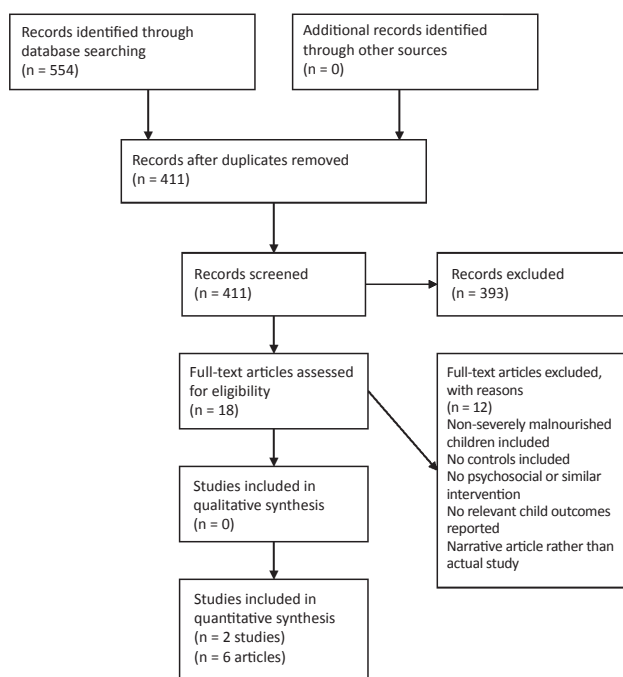 Records identified through
database searching
(n = 554)
Additional records identified
through other sources
(n = 0)
Records after duplicates removed
(n = 411)
Records screened
(n = 411)
Records excluded
(n = 393)
Full-text articles assessed
for eligibility
(n = 18)
Full-text articles excluded,
with reasons
(n = 12)
Non-severely malnourished
children included
No controls included
No psychosocial or similar
intervention
No relevant child outcomes
reported
Narrative article rather than
actual study
Studies included in
qualitative synthesis
(n = 0)
Studies included in
quantitative synthesis
(n = 2 studies)
(n = 6 articles)